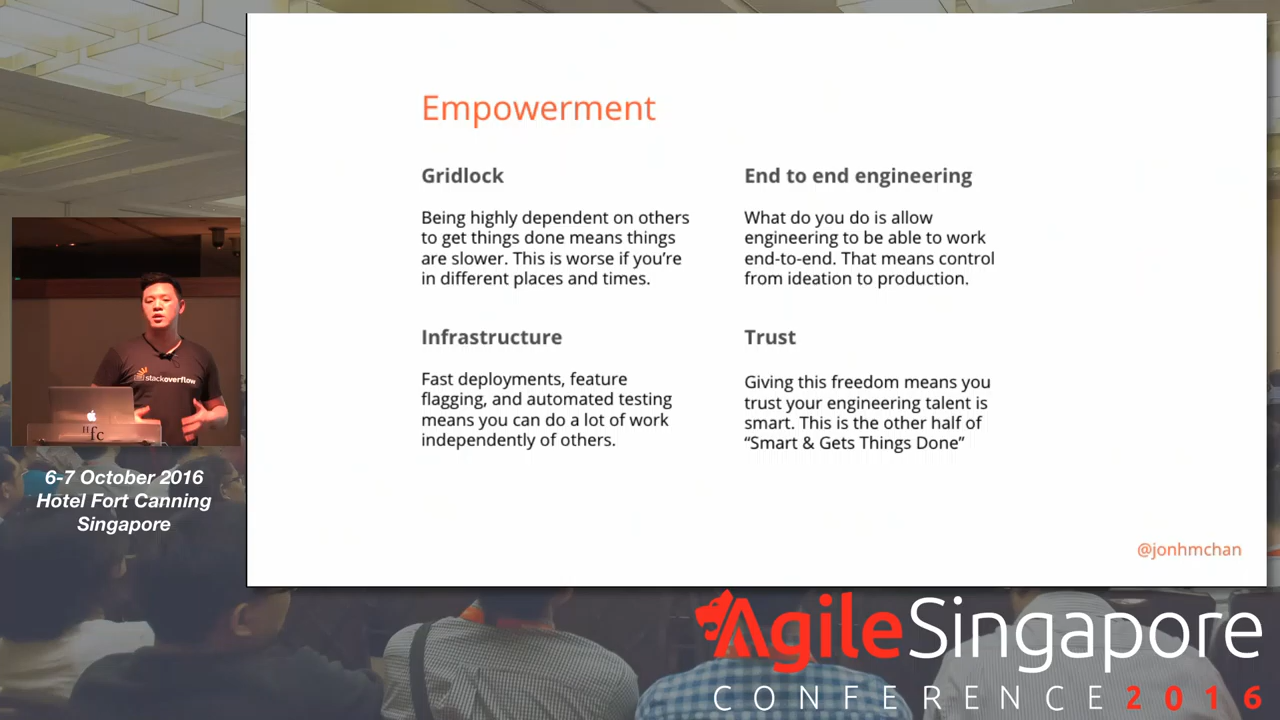 Empowerment
Gridlock
Being highly dependent on others
to get things done means things
are slower. This is worse if you're
in different places and times.
End to end engineering
What do you do is allow
engineering to be able to work
end-to-end. That means control
from ideation to production.
Infrastructure
Fast deployments, feature
flagging, and automated testing
means you can do a lot of work
independently of others.
Trust
Giving this freedom means you
trust your engineering talent is
smart. This is the other half of
“Smart & Gets Things Done”
@jonhmchan
stackoverflow
fc
6-7 October 2016
Hotel Fort Canning
Singapore
AgileSingapore
CONFERENCE 2016